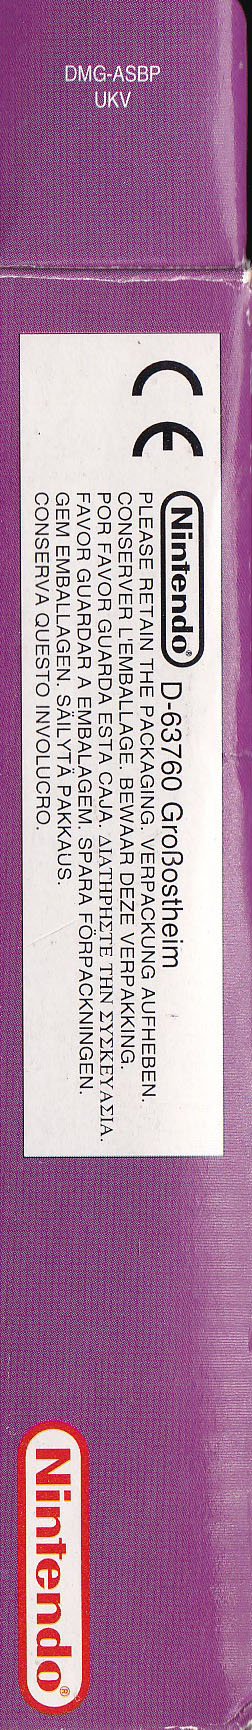 DMG-ASBP
UKV
CE
Nintendo® D-63760 Großostheim
PLEASE RETAIN THE PACKAGING. VERPACKUNG AUFHEBEN.
CONSERVER L'EMBALLAGE. BEWAAR DEZE VERPAKKING.
POR FAVOR GUARDA ESTA CAJA. ΔΙΑΤΗΡΗΣΤΕ ΤΗΝ ΣΥΣΚΕΥΑΣΙΑ.
FAVOR GUARDAR A EMBALAGEM. SPARA FÖRPACKNINGEN.
GEM EMBALLAGEN. SÄILYTÄ PAKKAUS.
CONSERVA QUESTO INVOLUCRO.
Nintendo®